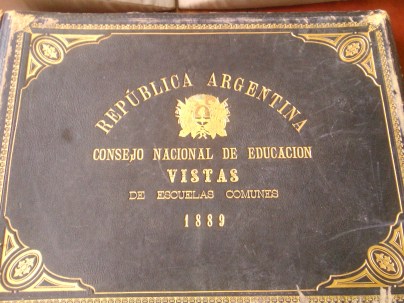 REPÚBLICA ARGENTINA
CONSEJO NACIONAL DE EDUCACION
VISTAS
DE ESCUELAS COMUNES
1889